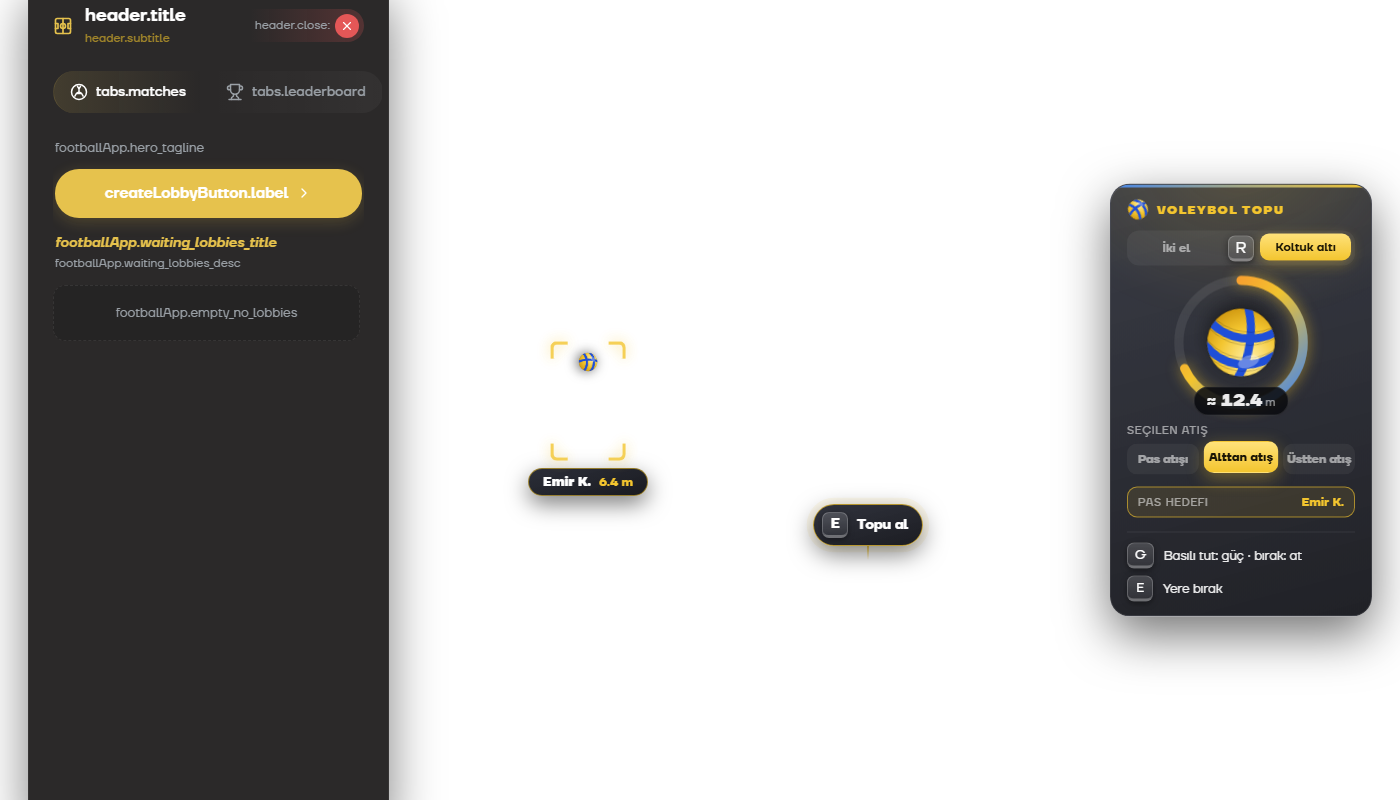 header.title
header.subtitle
header.close:
tabs.matches
tabs.leaderboard
footballApp.hero_tagline
createLobbyButton.label
footballApp.waiting_lobbies_title
footballApp.waiting_lobbies_desc
footballApp.empty_no_lobbies
Emir K. 6.4 m
E Topu al
VOLEYBOL TOPU
İki el R Koltuk altı
≈ 12.4 m
SEÇILEN ATIŞ
Pas atışı Alttan atış Üstten atış
PAS HEDEFI Emir K.
G Basılı tut: güç · bırak: at
E Yere bırak